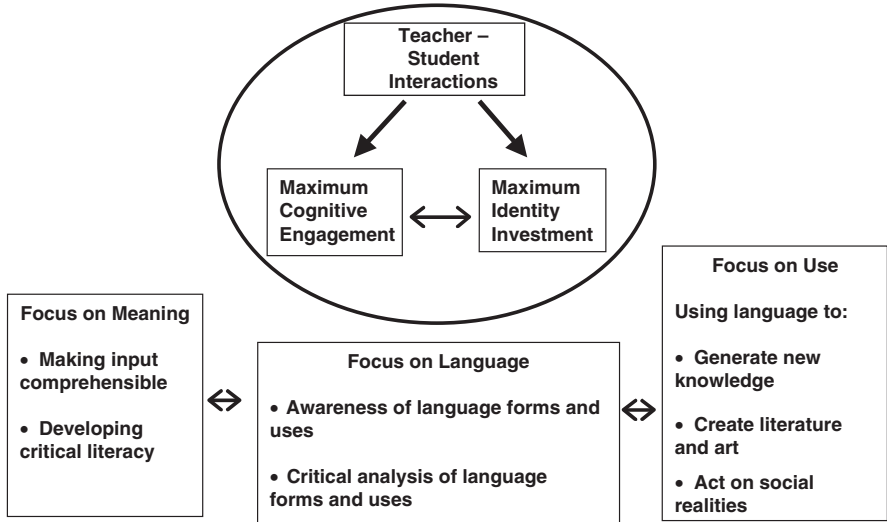 Teacher –
Student
Interactions
Maximum
Cognitive
Engagement
Maximum
Identity
Investment
Focus on Meaning
• Making input
comprehensible
• Developing
critical literacy
Focus on Language
• Awareness of language forms and
uses
• Critical analysis of language
forms and uses
Focus on Use
Using language to:
• Generate new
knowledge
• Create literature
and art
• Act on social
realities